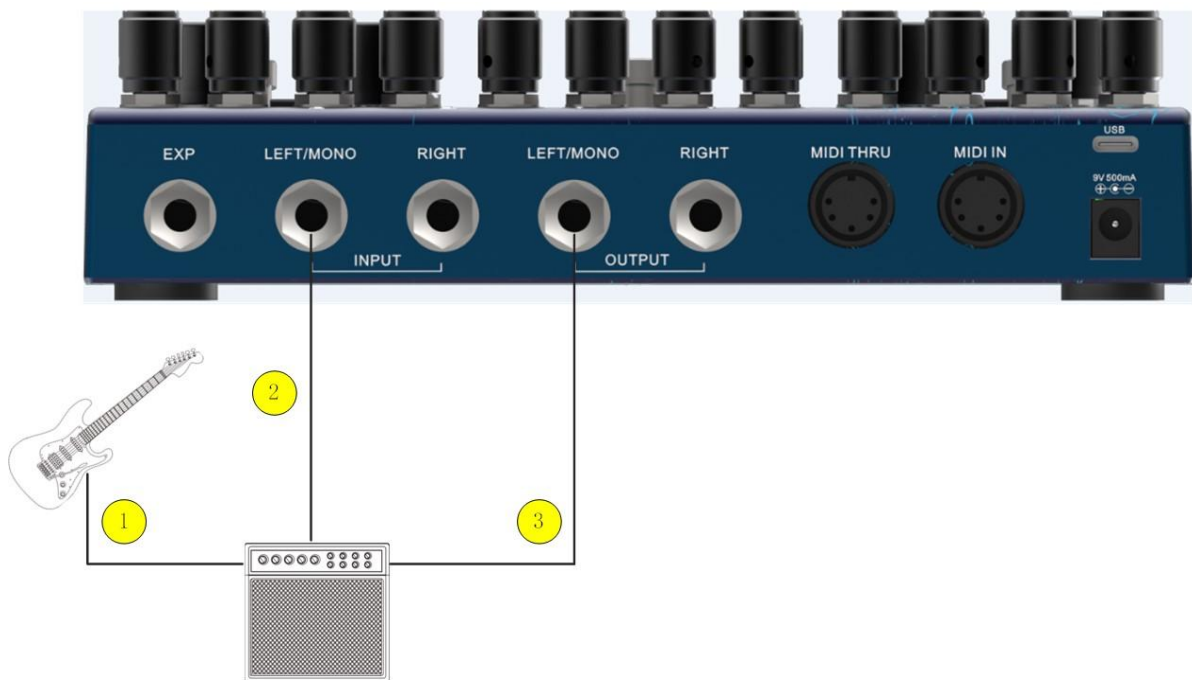 USB
EXP LEFT/MONO RIGHT LEFT/MONO RIGHT MIDI THRU MIDI IN
9V 500mA
INPUT OUTPUT
2
1
3